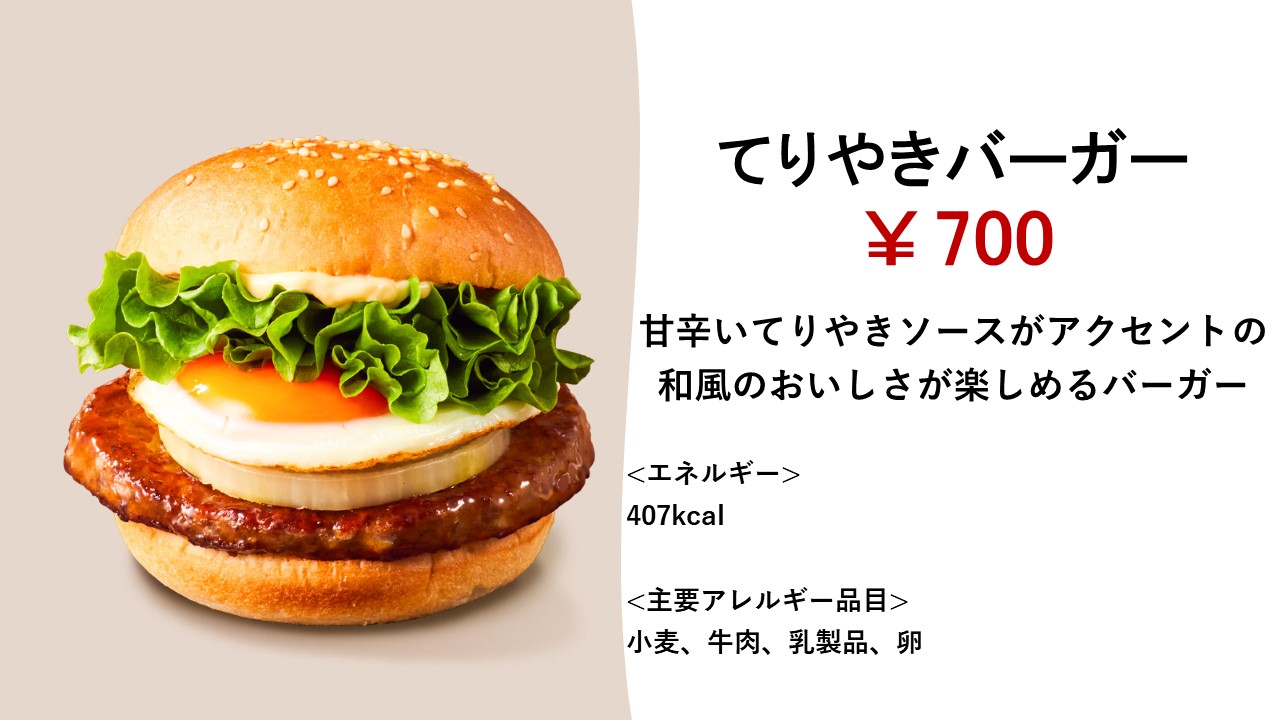 てりやきバーガー
￥700
甘辛いてりやきソースがアクセントの
和風のおいしさが楽しめるバーガー
<エネルギー>
407kcal
<主要アレルギー品目>
小麦、牛肉、乳製品、卵